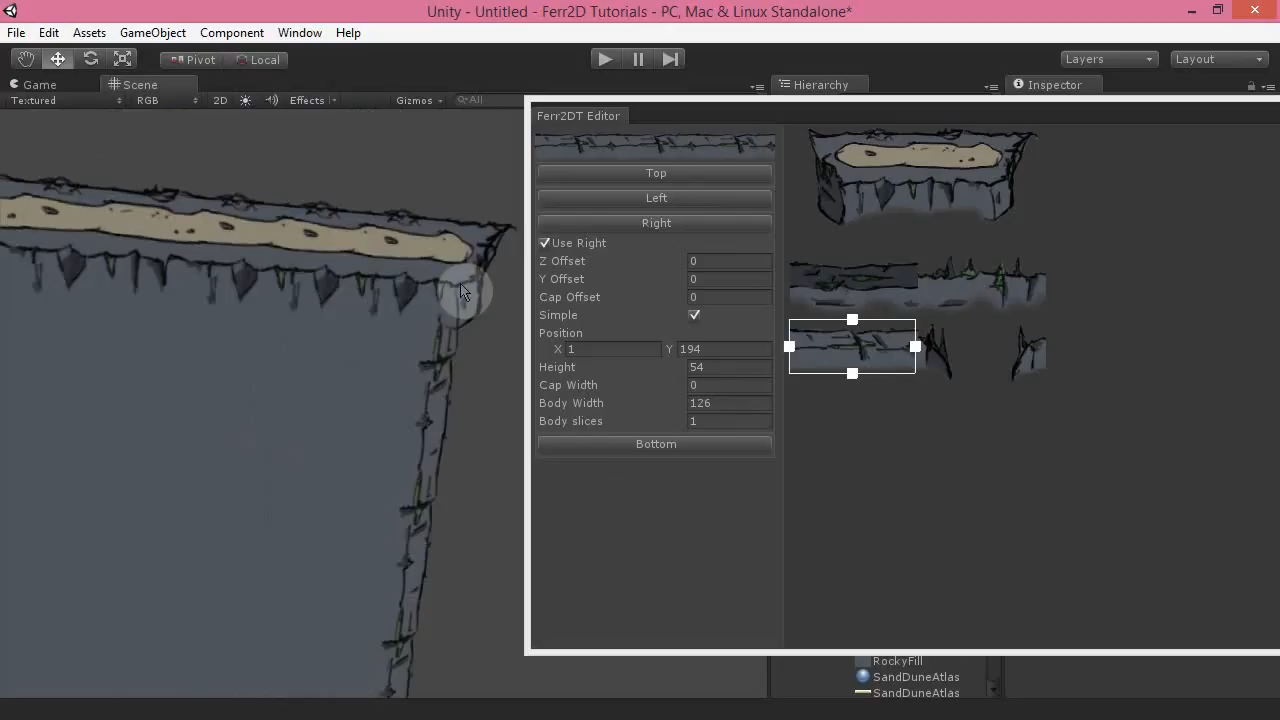 Unity - Untitled - Ferr2D Tutorials - PC, Mac & Linux Standalone*
File Edit Assets GameObject Component Window Help
Pivot Local Layers Layout
Game Scene Hierarchy Inspector
Textured RGB 2D Effects Gizmos All
Ferr2DT Editor
Top
Left
Right
Use Right
Z Offset 0
Y Offset 0
Cap Offset 0
Simple
Position
X 1 Y 194
Height 54
Cap Width 0
Body Width 126
Body slices 1
Bottom
RockyFill
SandDuneAtlas
SandDuneAtlas